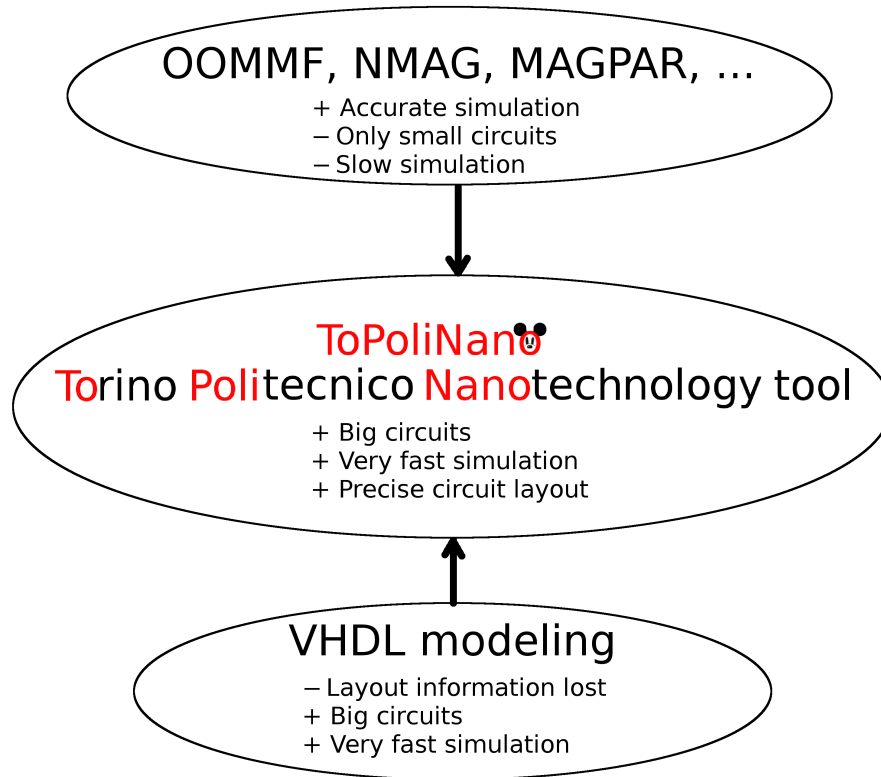 OOMMF, NMAG, MAGPAR, ...
+ Accurate simulation
− Only small circuits
− Slow simulation
ToPoliNano
Torino Politecnico Nanotechnology tool
+ Big circuits
+ Very fast simulation
+ Precise circuit layout
VHDL modeling
− Layout information lost
+ Big circuits
+ Very fast simulation